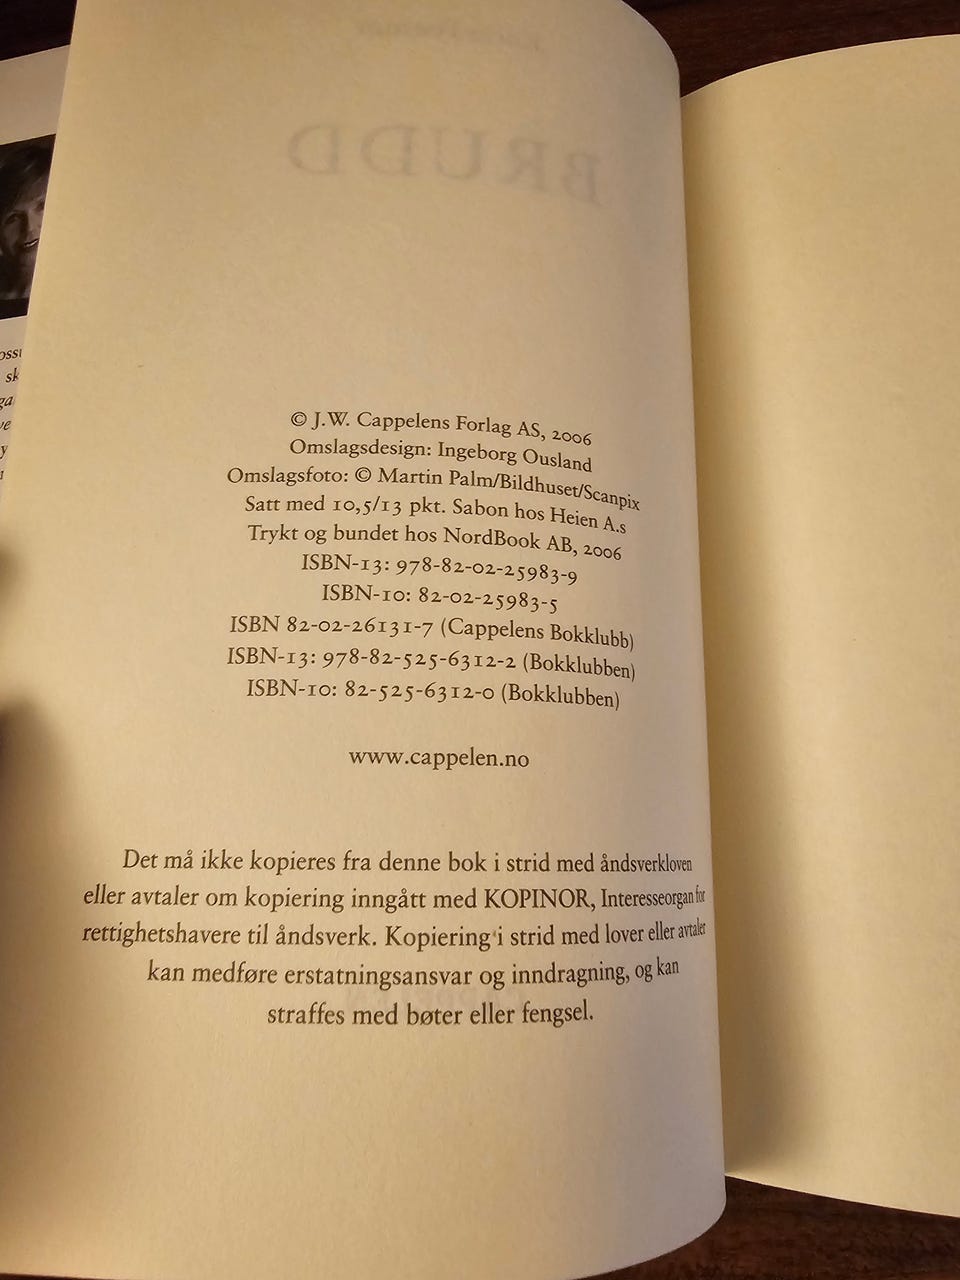 BRUDD
© J.W. Cappelens Forlag AS, 2006
Omslagsdesign: Ingeborg Ousland
Omslagsfoto: © Martin Palm/Bildhuset/Scanpix
Satt med 10,5/13 pkt. Sabon hos Heien A.s
Trykt og bundet hos NordBook AB, 2006
ISBN-13: 978-82-02-25983-9
ISBN-10: 82-02-25983-5
ISBN 82-02-26131-7 (Cappelens Bokklubb)
ISBN-13: 978-82-525-6312-2 (Bokklubben)
ISBN-10: 82-525-6312-0 (Bokklubben)
www.cappelen.no
Det må ikke kopieres fra denne bok i strid med åndsverkloven
eller avtaler om kopiering inngått med KOPINOR, Interesseorgan for
rettighetshavere til åndsverk. Kopiering i strid med lover eller avtaler
kan medføre erstatningsansvar og inndragning, og kan
straffes med bøter eller fengsel.